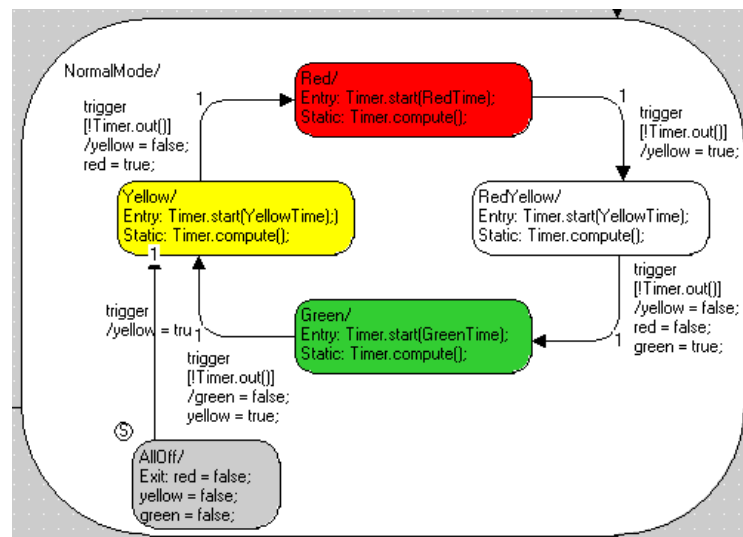 NormalMode/
Red/
Entry: Timer.start(RedTime);
Static: Timer.compute();
trigger
[!Timer.out()]
/yellow = false;
red = true;
1
1
trigger
[!Timer.out()]
/yellow = true;
Yellow/
Entry: Timer.start(YellowTime;)
Static: Timer.compute();
1
RedYellow/
Entry: Timer.start(YellowTime);
Static: Timer.compute();
trigger
[!Timer.out()]
/yellow = false;
red = false;
green = true;
1
Green/
Entry: Timer.start(GreenTime);
Static: Timer.compute();
trigger
/yellow = tru
1
trigger
[!Timer.out()]
/green = false;
yellow = true;
S
AllOff/
Exit: red = false;
yellow = false;
green = false;